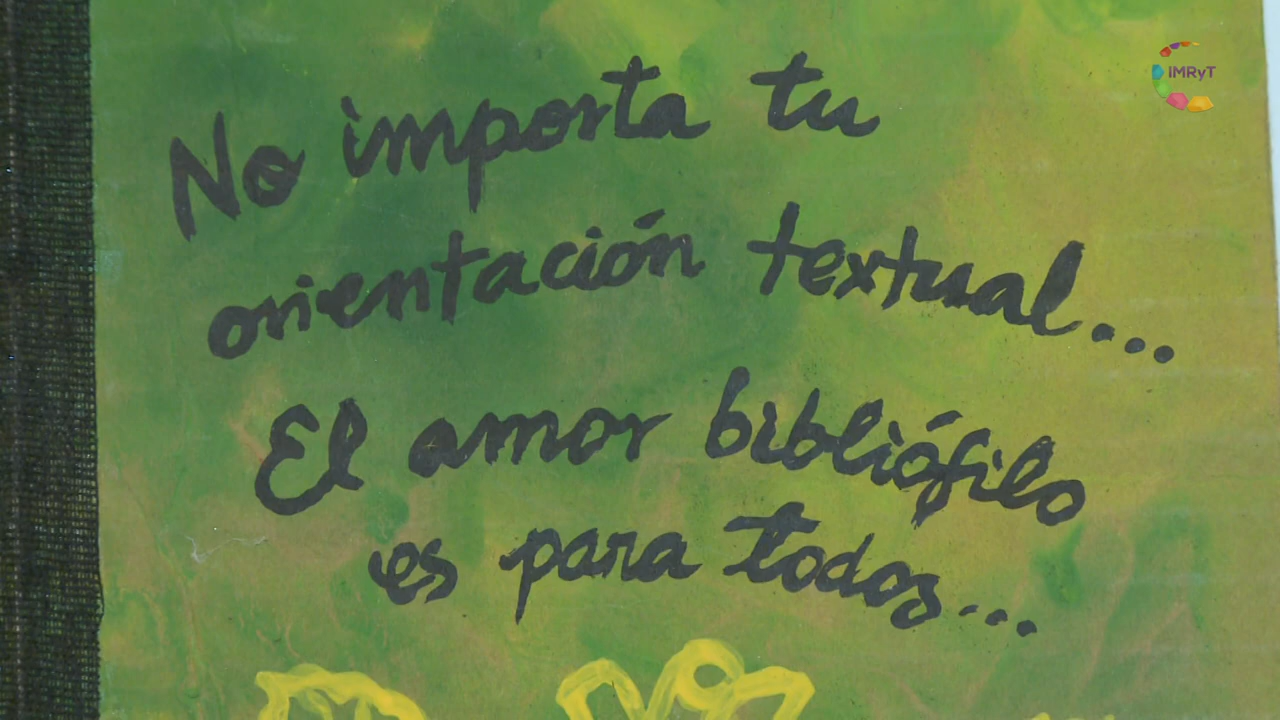 IMRyT
No importa tu
orientación textual...
El amor bibliófilo
es para todos...